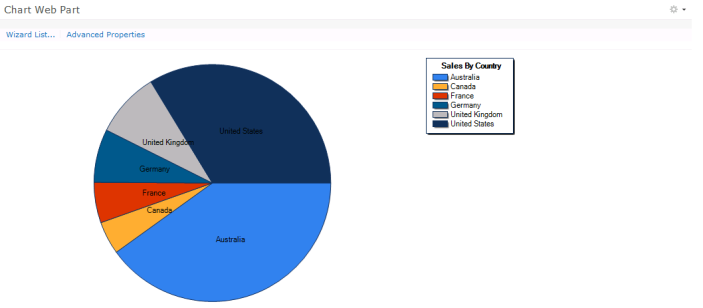 Chart Web Part
Wizard List... Advanced Properties
Sales By Country
Australia
Canada
France
Germany
United Kingdom
United States
United States
United Kingdom
Germany
France
Canada
Australia